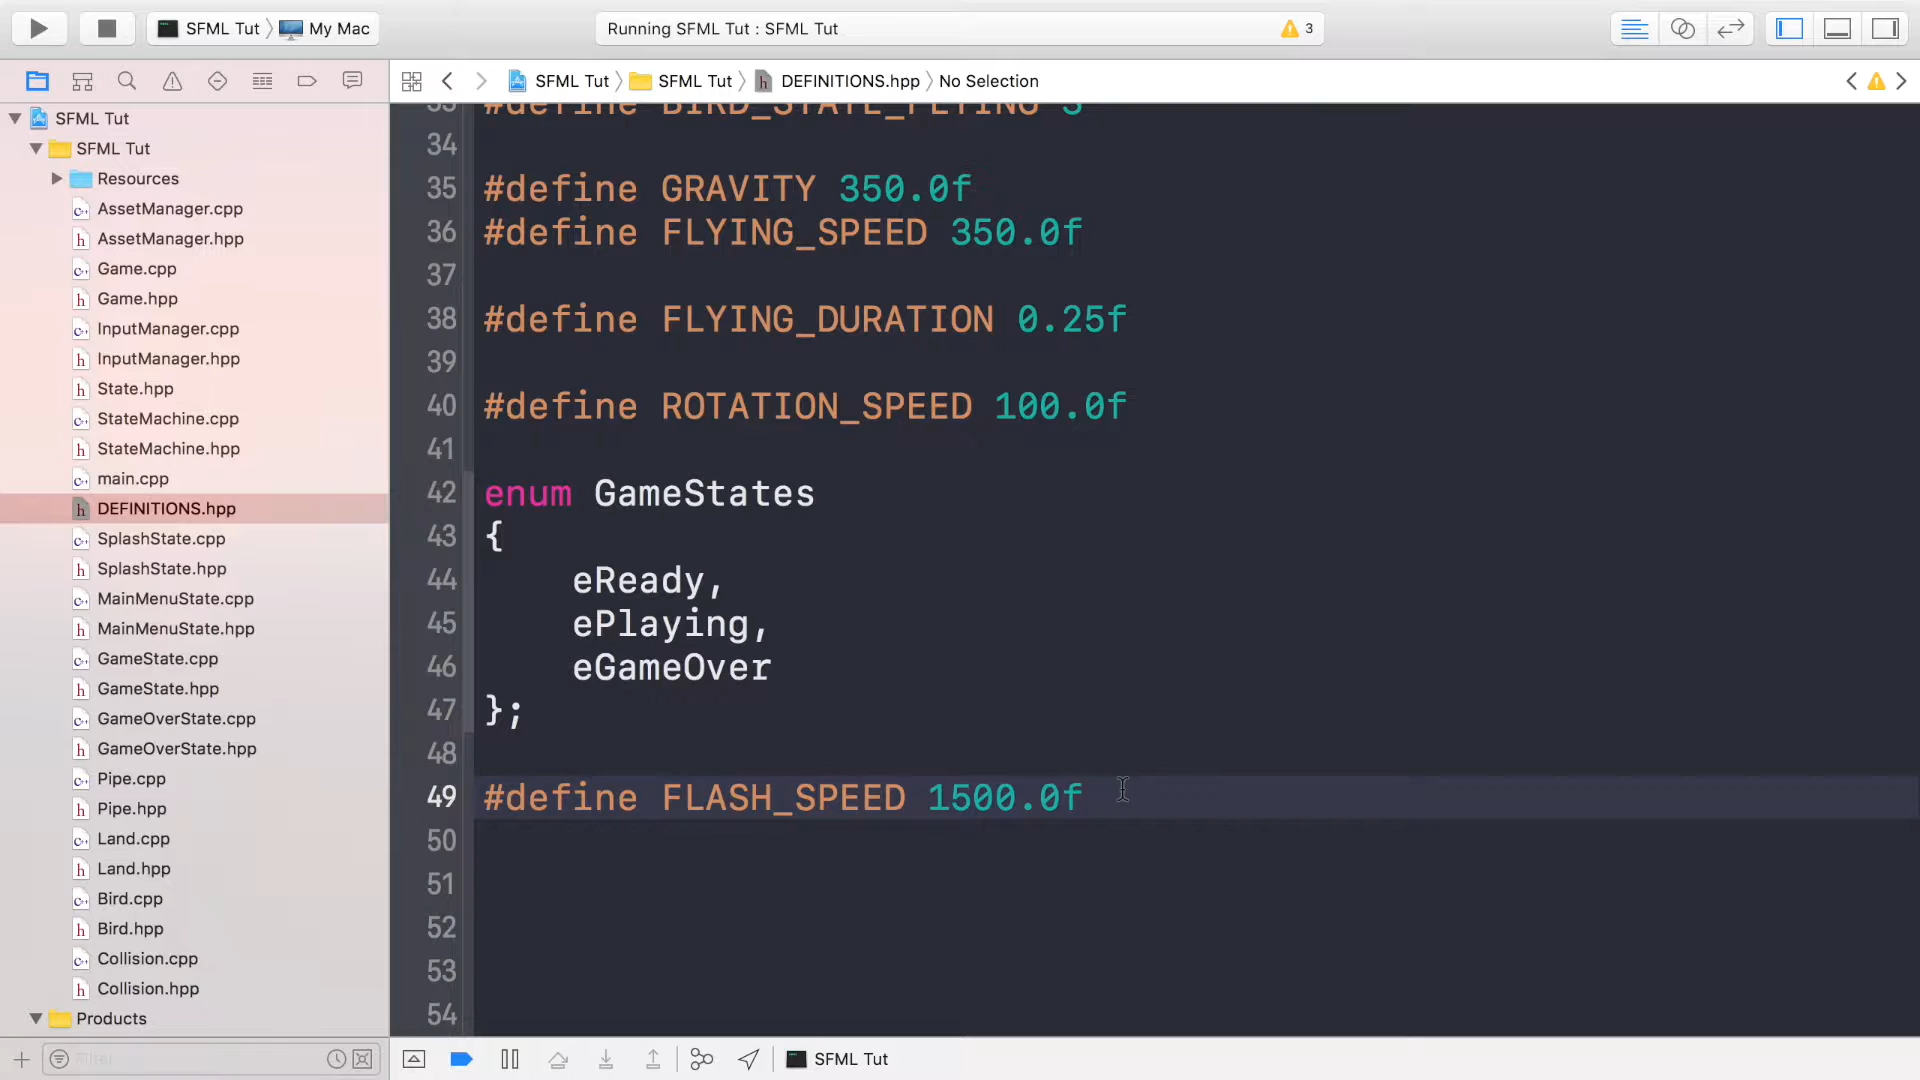 SFML Tut › My Mac
Running SFML Tut : SFML Tut
3
SFML Tut
SFML Tut
DEFINITIONS.hpp
No Selection
SFML Tut
SFML Tut
Resources
AssetManager.cpp
AssetManager.hpp
Game.cpp
Game.hpp
InputManager.cpp
InputManager.hpp
State.hpp
StateMachine.cpp
StateMachine.hpp
main.cpp
DEFINITIONS.hpp
SplashState.cpp
SplashState.hpp
MainMenuState.cpp
MainMenuState.hpp
GameState.cpp
GameState.hpp
GameOverState.cpp
GameOverState.hpp
Pipe.cpp
Pipe.hpp
Land.cpp
Land.hpp
Bird.cpp
Bird.hpp
Collision.cpp
Collision.hpp
Products
Filter
33 #define BIRD_STATE_FLYING 3
34
35 #define GRAVITY 350.0f
36 #define FLYING_SPEED 350.0f
37
38 #define FLYING_DURATION 0.25f
39
40 #define ROTATION_SPEED 100.0f
41
42 enum GameStates
43 {
44 eReady,
45 ePlaying,
46 eGameOver
47 };
48
49 #define FLASH_SPEED 1500.0f
50
51
52
53
54
SFML Tut